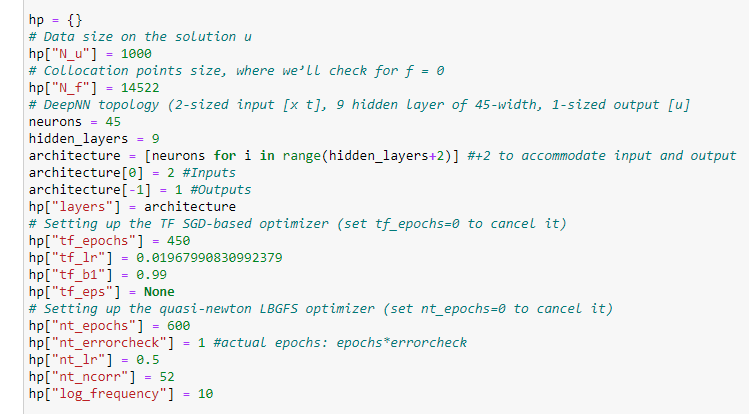 hp = {}
# Data size on the solution u
hp["N_u"] = 1000
# Collocation points size, where we’ll check for f = 0
hp["N_f"] = 14522
# DeepNN topology (2-sized input [x t], 9 hidden layer of 45-width, 1-sized output [u]
neurons = 45
hidden_layers = 9
architecture = [neurons for i in range(hidden_layers+2)] #+2 to accommodate input and output
architecture[0] = 2 #Inputs
architecture[-1] = 1 #Outputs
hp["layers"] = architecture
# Setting up the TF SGD-based optimizer (set tf_epochs=0 to cancel it)
hp["tf_epochs"] = 450
hp["tf_lr"] = 0.01967990830992379
hp["tf_b1"] = 0.99
hp["tf_eps"] = None
# Setting up the quasi-newton LBGFS optimizer (set nt_epochs=0 to cancel it)
hp["nt_epochs"] = 600
hp["nt_errorcheck"] = 1 #actual epochs: epochs*errorcheck
hp["nt_lr"] = 0.5
hp["nt_ncorr"] = 52
hp["log_frequency"] = 10